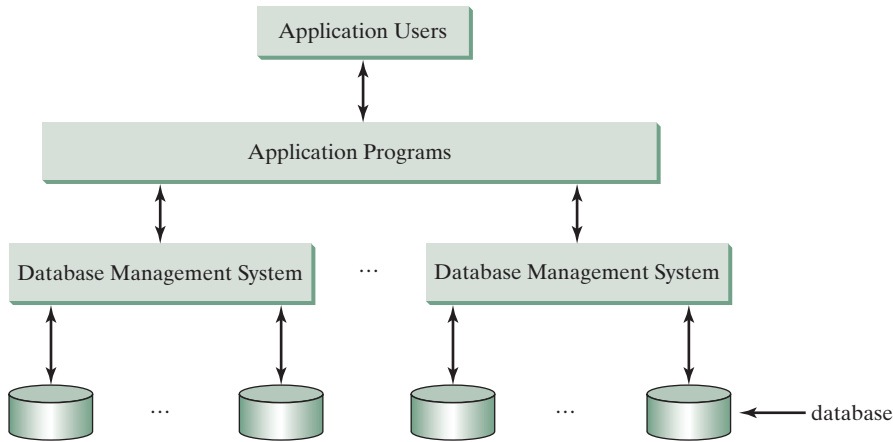 Application Users
Application Programs
Database Management System
...
Database Management System
...
...
database